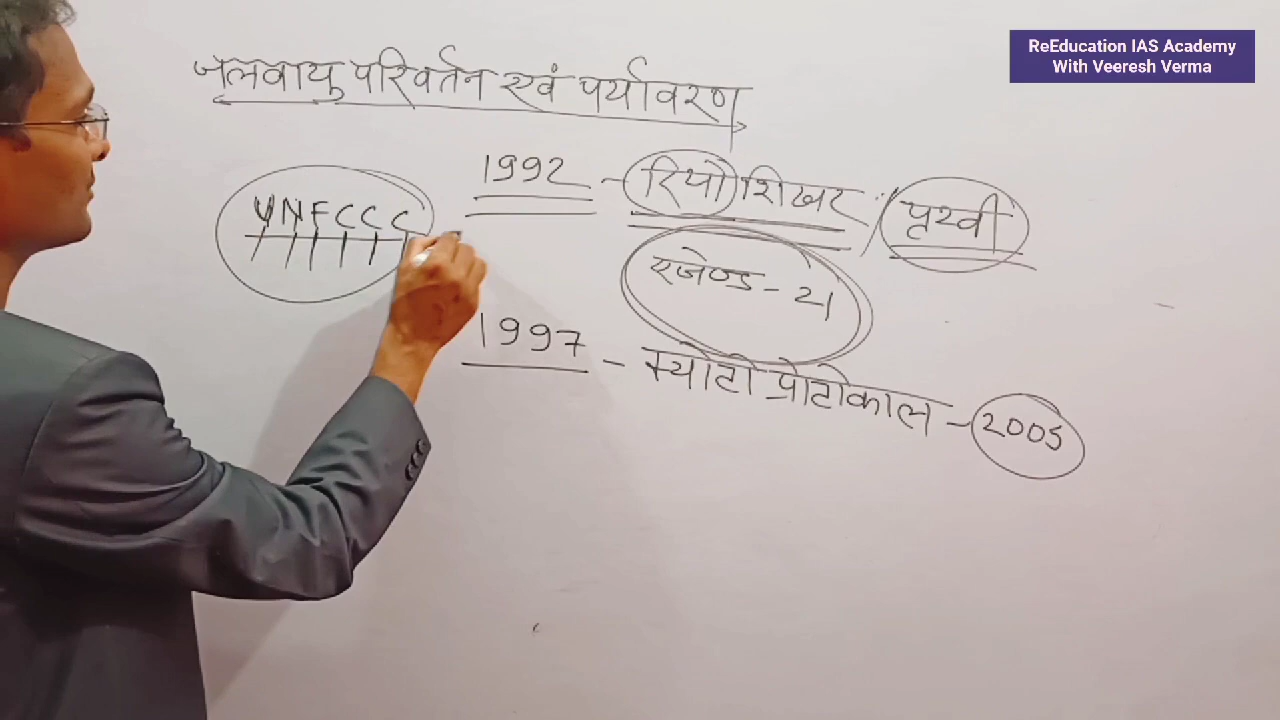 ReEducation IAS Academy
With Veeresh Verma
जलवायु परिवर्तन एवं पर्यावरण
1992 - रियो शिखर / पृथ्वी
UNFCCC
एजेण्ड - 21
1997 - क्योटो प्रोटोकाल - 2005